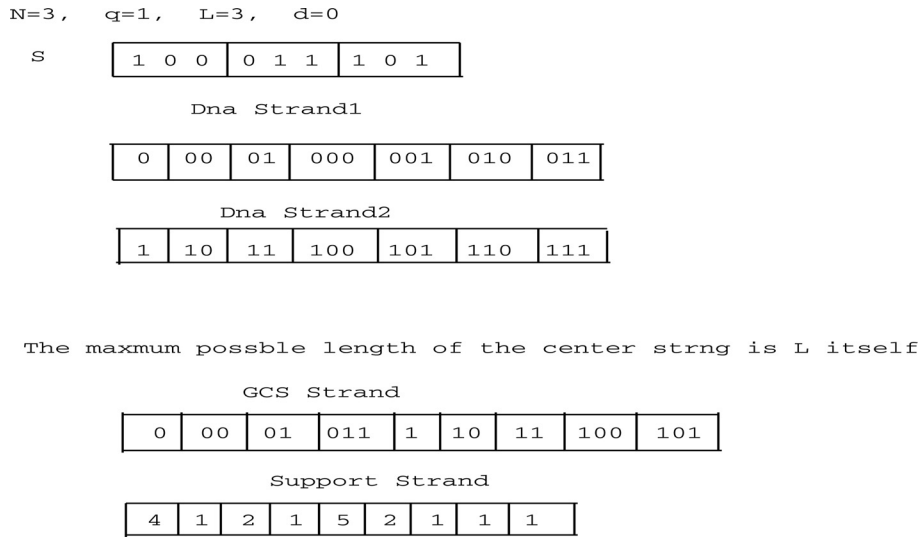 N=3, q=1, L=3, d=0
S 1 0 0 0 1 1 1 0 1
Dna Strand1
0 00 01 000 001 010 011
Dna Strand2
1 10 11 100 101 110 111
The maxmum possble length of the center strng is L itself
GCS Strand
0 00 01 011 1 10 11 100 101
Support Strand
4 1 2 1 5 2 1 1 1